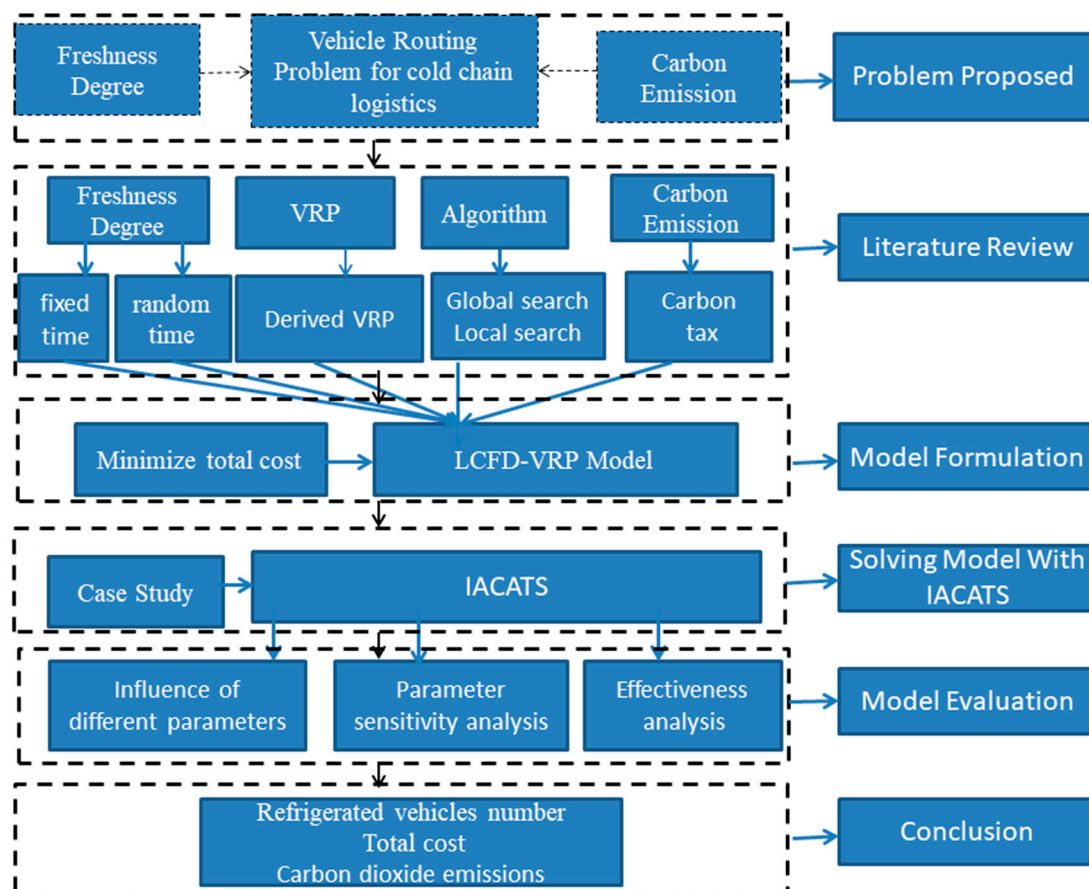 Freshness
Degree
Vehicle Routing
Problem for cold chain
logistics
Carbon
Emission
Problem Proposed
Freshness
Degree
VRP
Algorithm
Carbon
Emission
Literature Review
fixed
time
random
time
Derived VRP
Global search
Local search
Carbon
tax
Minimize total cost
LCFD-VRP Model
Model Formulation
Case Study
IACATS
Solving Model With
IACATS
Influence of
different parameters
Parameter
sensitivity analysis
Effectiveness
analysis
Model Evaluation
Refrigerated vehicles number
Total cost
Carbon dioxide emissions
Conclusion